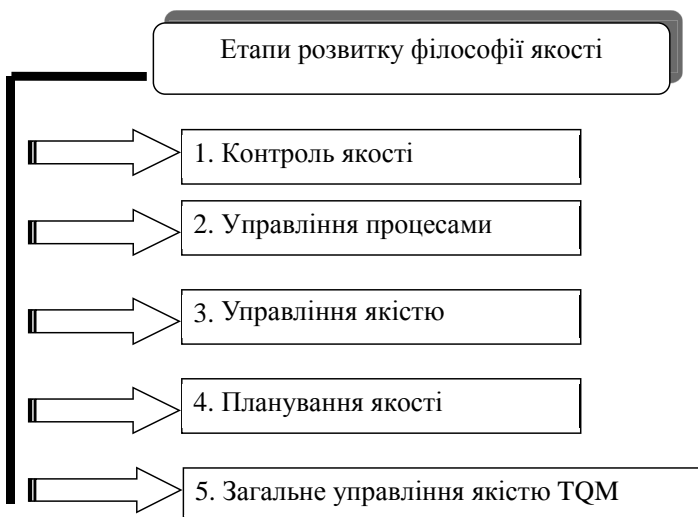 Етапи розвитку філософії якості
1. Контроль якості
2. Управління процесами
3. Управління якістю
4. Планування якості
5. Загальне управління якістю TQM